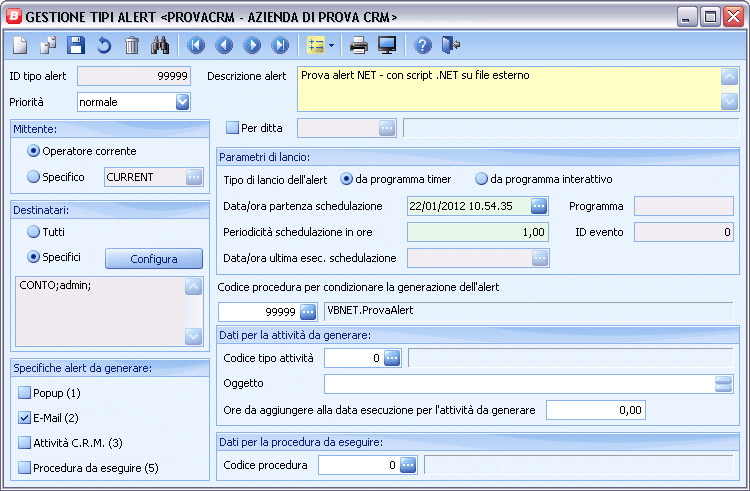 GESTIONE TIPI ALERT <PROVACRM - AZIENDA DI PROVA CRM>
ID tipo alert 99999 Descrizione alert Prova alert NET - con script .NET su file esterno
Priorità normale
Per ditta
Mittente:
Operatore corrente
Specifico CURRENT
Destinatari:
Tutti
Specifici Configura
CONTO;admin;
Specifiche alert da generare:
Popup (1)
E-Mail (2)
Attività C.R.M. (3)
Procedura da eseguire (5)
Parametri di lancio:
Tipo di lancio dell'alert da programma timer da programma interattivo
Data/ora partenza schedulazione 22/01/2012 10.54.35 Programma
Periodicità schedulazione in ore 1,00 ID evento 0
Data/ora ultima esec. schedulazione
Codice procedura per condizionare la generazione dell'alert
99999 VBNET.ProvaAlert
Dati per la attività da generare:
Codice tipo attività 0
Oggetto
Ore da aggiungere alla data esecuzione per l'attività da generare 0,00
Dati per la procedura da eseguire:
Codice procedura 0